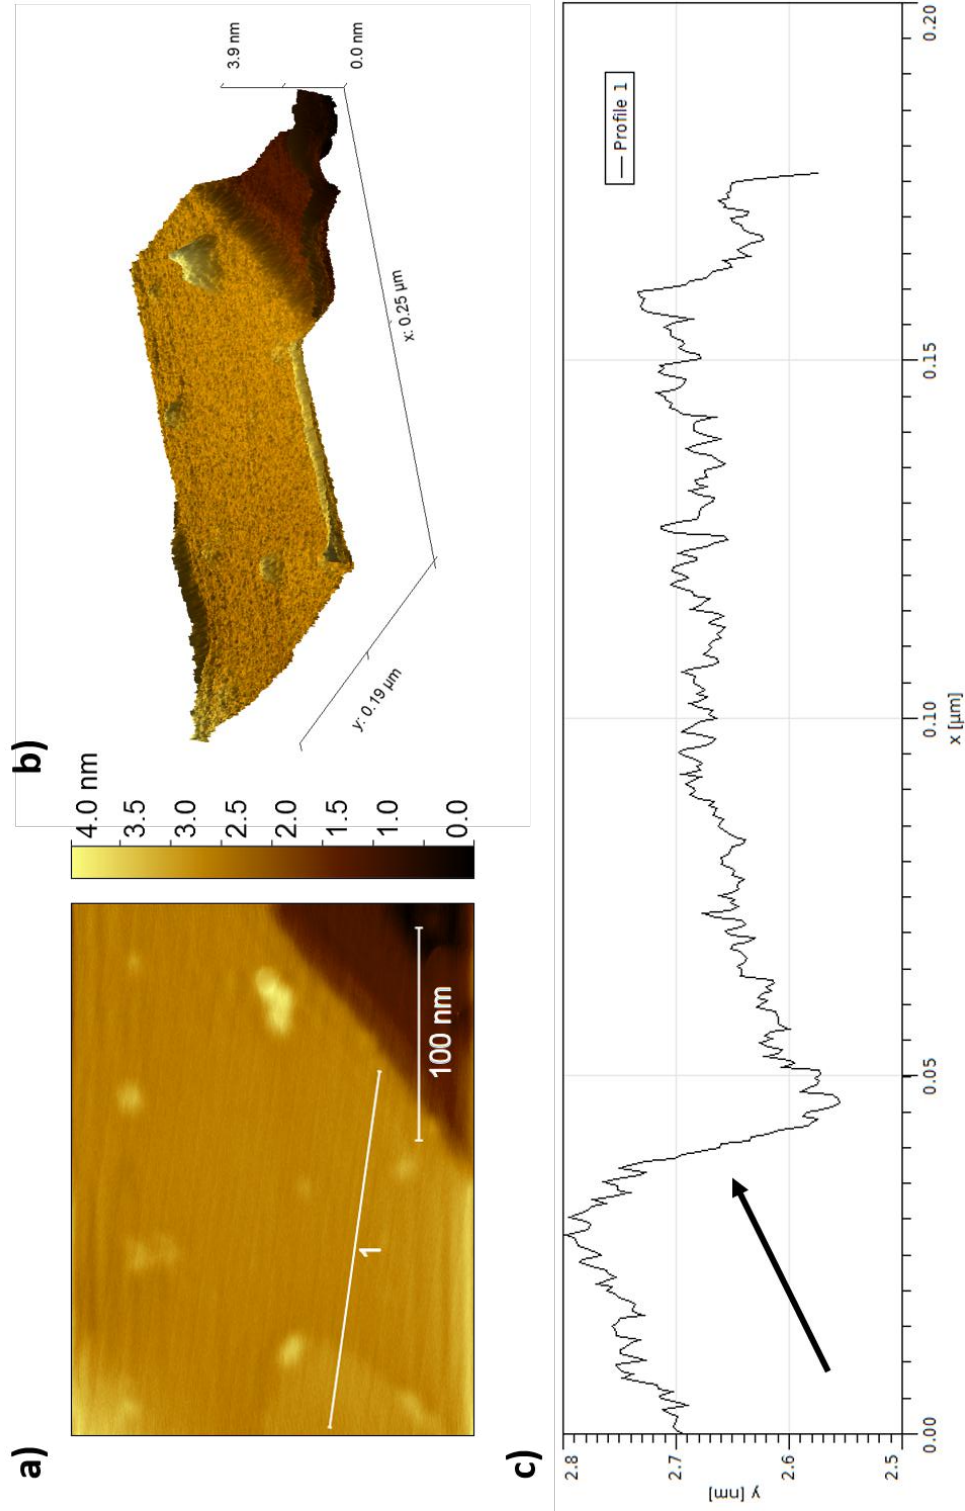 a)
1
100 nm
4.0 nm
3.5
3.0
2.5
2.0
1.5
1.0
0.0
b)
3.9 nm
0.0 nm
x: 0.25 µm
y: 0.19 µm
c)
y [nm]
2.8
2.7
2.6
2.5
0.00
0.05
0.10
0.15
0.20
x [µm]
Profile 1